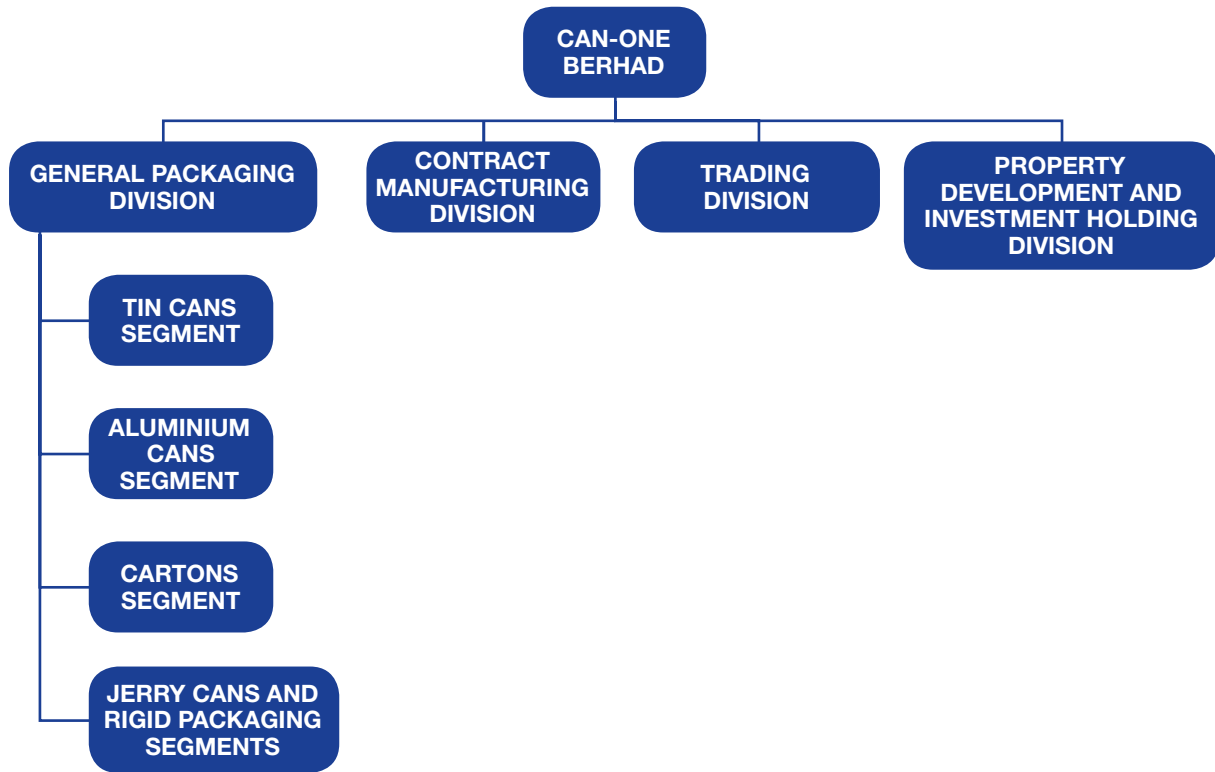 CAN-ONE
BERHAD
GENERAL PACKAGING
DIVISION
CONTRACT
MANUFACTURING
DIVISION
TRADING
DIVISION
PROPERTY
DEVELOPMENT AND
INVESTMENT HOLDING
DIVISION
TIN CANS
SEGMENT
ALUMINIUM
CANS
SEGMENT
CARTONS
SEGMENT
JERRY CANS AND
RIGID PACKAGING
SEGMENTS